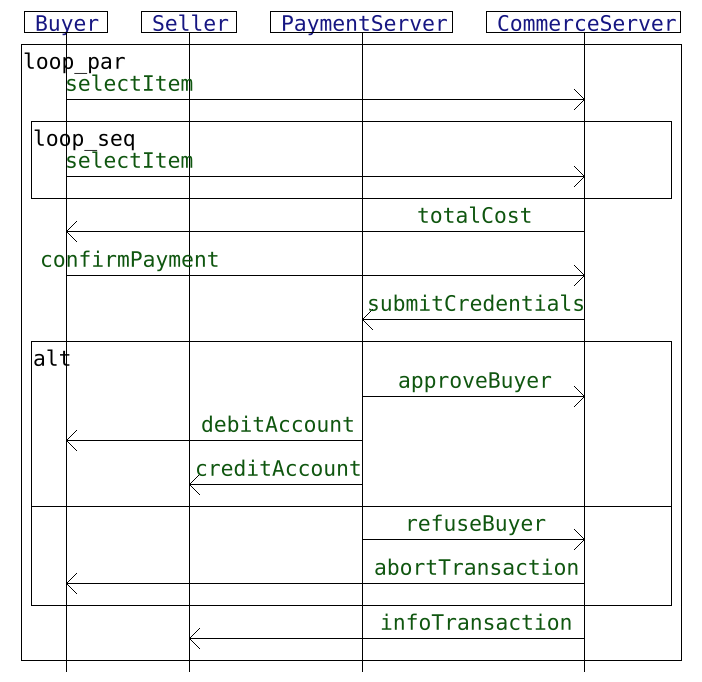 Buyer Seller PaymentServer CommerceServer
loop_par
selectItem
loop_seq
selectItem
totalCost
confirmPayment
submitCredentials
alt
approveBuyer
debitAccount
creditAccount
refuseBuyer
abortTransaction
infoTransaction